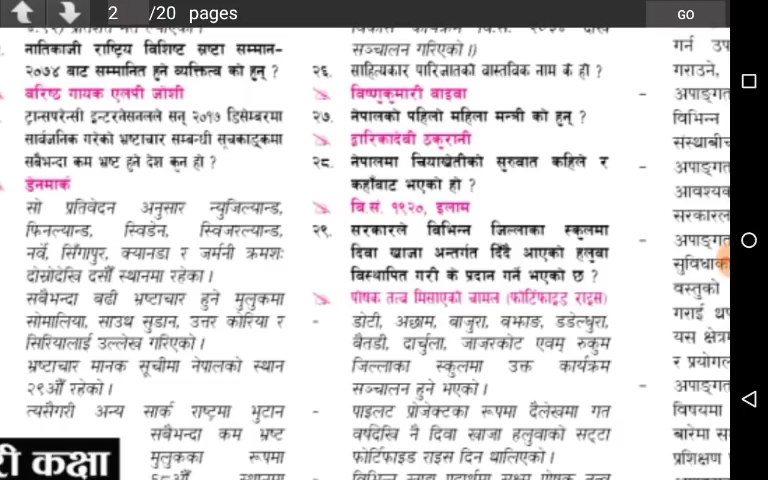 2 /20 pages GO
नातिकाजी राष्ट्रिय विशिष्ट स्रष्टा सम्मान-
२०७४ बाट सम्मानित हुने व्यक्तित्व को हुन् ?
वरिष्ठ गायक एलपी जोशी
ट्रान्सपरेन्सी इन्टरनेसनलले सन् २०१७ डिसेम्बरमा
सार्वजनिक गरेको भ्रष्टाचार सम्बन्धी सूचकाङ्कमा
सबैभन्दा कम भ्रष्ट हुने देश कुन हो ?
डेनमार्क
सो प्रतिवेदन अनुसार न्युजिल्यान्ड,
फिनल्यान्ड, स्विडेन, स्विजरल्यान्ड,
नर्वे, सिँगापुर, क्यानडा र जर्मनी क्रमशः
दोस्रोदेखि दसौँ स्थानमा रहेका।
सबैभन्दा बढी भ्रष्टाचार हुने मुलुकमा
सोमालिया, साउथ सुडान, उत्तर कोरिया र
सिरियालाई उल्लेख गरिएको।
भ्रष्टाचार मानक सूचीमा नेपालको स्थान
२९औँ रहेको।
त्यसैगरी अन्य सार्क राष्ट्रमा भुटान
सबैभन्दा कम भ्रष्ट
मुलुकका रूपमा
री कक्षा
सञ्चालन गरिएको।)
२६. साहित्यकार पारिजातको वास्तविक नाम के हो ?
विष्णुकुमारी वाइवा
२७. नेपालको पहिलो महिला मन्त्री को हुन् ?
द्वारिकादेवी ठकुरानी
२८. नेपालमा चियाखेतीको सुरुवात कहिले र
कहाँबाट भएको हो ?
वि.सं. १९२०, इलाम
२९. सरकारले विभिन्न जिल्लाका स्कुलमा
दिवा खाजा अन्तर्गत दिँदै आएको हलुवा
विस्थापित गरी के प्रदान गर्ने भएको छ ?
पोषक तत्व मिसाएको चामल (फोर्टिफाइड राइस)
- डोटी, अछाम, बाजुरा, बझाङ, डडेल्धुरा,
बैतडी, दार्चुला, जाजरकोट एवम् रुकुम
जिल्लाका स्कुलमा उक्त कार्यक्रम
सञ्चालन हुने भएको।
- पाइलट प्रोजेक्टका रूपमा दैलेखमा गत
वर्षदेखि नै दिवा खाजा हलुवाको सट्टा
फोर्टिफाइड राइस दिन थालिएको।
गर्न उप
गराउने,
- अपाङ्गत
विभिन्न
संस्थाबीच
- अपाङ्गत
आवश्यक
सरकारल
- अपाङ्गत
सुविधाक
वस्तुको
गराई थप
यस क्षेत्र
र प्रयोगल
- अपाङ्गत
विषयमा
बारेमा स
प्रशिक्षण